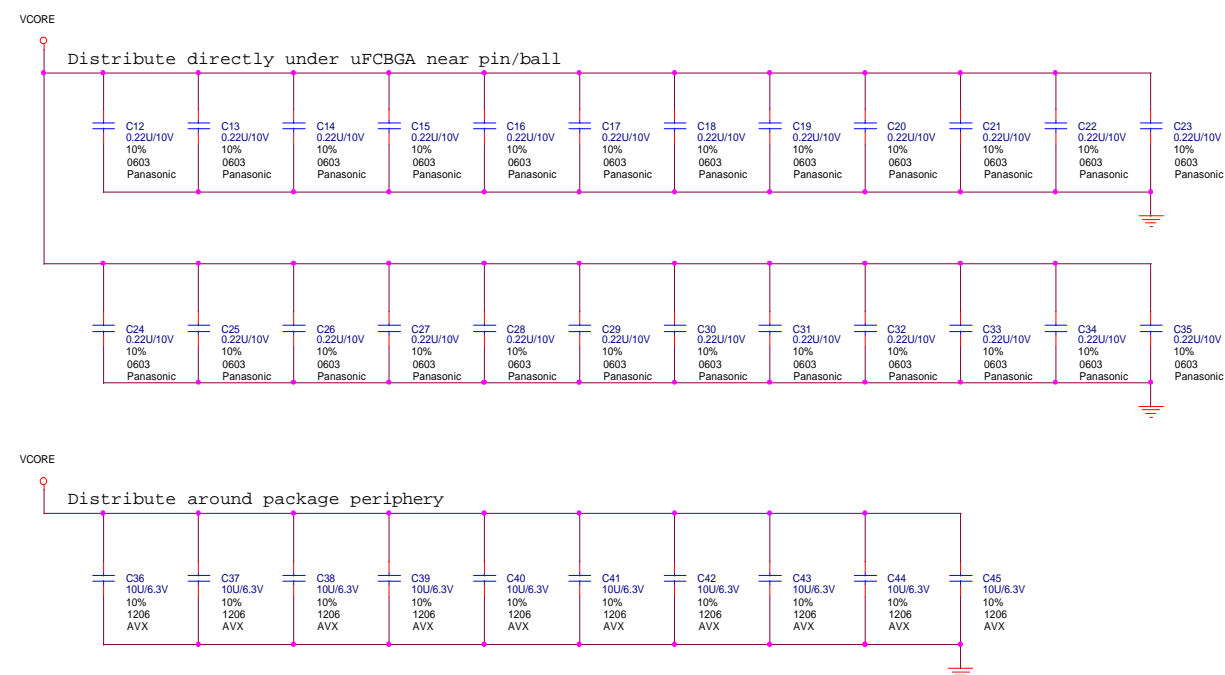 VCORE
Distribute directly under uFCBGA near pin/ball
C12
0.22U/10V
10%
0603
Panasonic
C13
0.22U/10V
10%
0603
Panasonic
C14
0.22U/10V
10%
0603
Panasonic
C15
0.22U/10V
10%
0603
Panasonic
C16
0.22U/10V
10%
0603
Panasonic
C17
0.22U/10V
10%
0603
Panasonic
C18
0.22U/10V
10%
0603
Panasonic
C19
0.22U/10V
10%
0603
Panasonic
C20
0.22U/10V
10%
0603
Panasonic
C21
0.22U/10V
10%
0603
Panasonic
C22
0.22U/10V
10%
0603
Panasonic
C23
0.22U/10V
10%
0603
Panasonic
C24
0.22U/10V
10%
0603
Panasonic
C25
0.22U/10V
10%
0603
Panasonic
C26
0.22U/10V
10%
0603
Panasonic
C27
0.22U/10V
10%
0603
Panasonic
C28
0.22U/10V
10%
0603
Panasonic
C29
0.22U/10V
10%
0603
Panasonic
C30
0.22U/10V
10%
0603
Panasonic
C31
0.22U/10V
10%
0603
Panasonic
C32
0.22U/10V
10%
0603
Panasonic
C33
0.22U/10V
10%
0603
Panasonic
C34
0.22U/10V
10%
0603
Panasonic
C35
0.22U/10V
10%
0603
Panasonic
VCORE
Distribute around package periphery
C36
10U/6.3V
10%
1206
AVX
C37
10U/6.3V
10%
1206
AVX
C38
10U/6.3V
10%
1206
AVX
C39
10U/6.3V
10%
1206
AVX
C40
10U/6.3V
10%
1206
AVX
C41
10U/6.3V
10%
1206
AVX
C42
10U/6.3V
10%
1206
AVX
C43
10U/6.3V
10%
1206
AVX
C44
10U/6.3V
10%
1206
AVX
C45
10U/6.3V
10%
1206
AVX